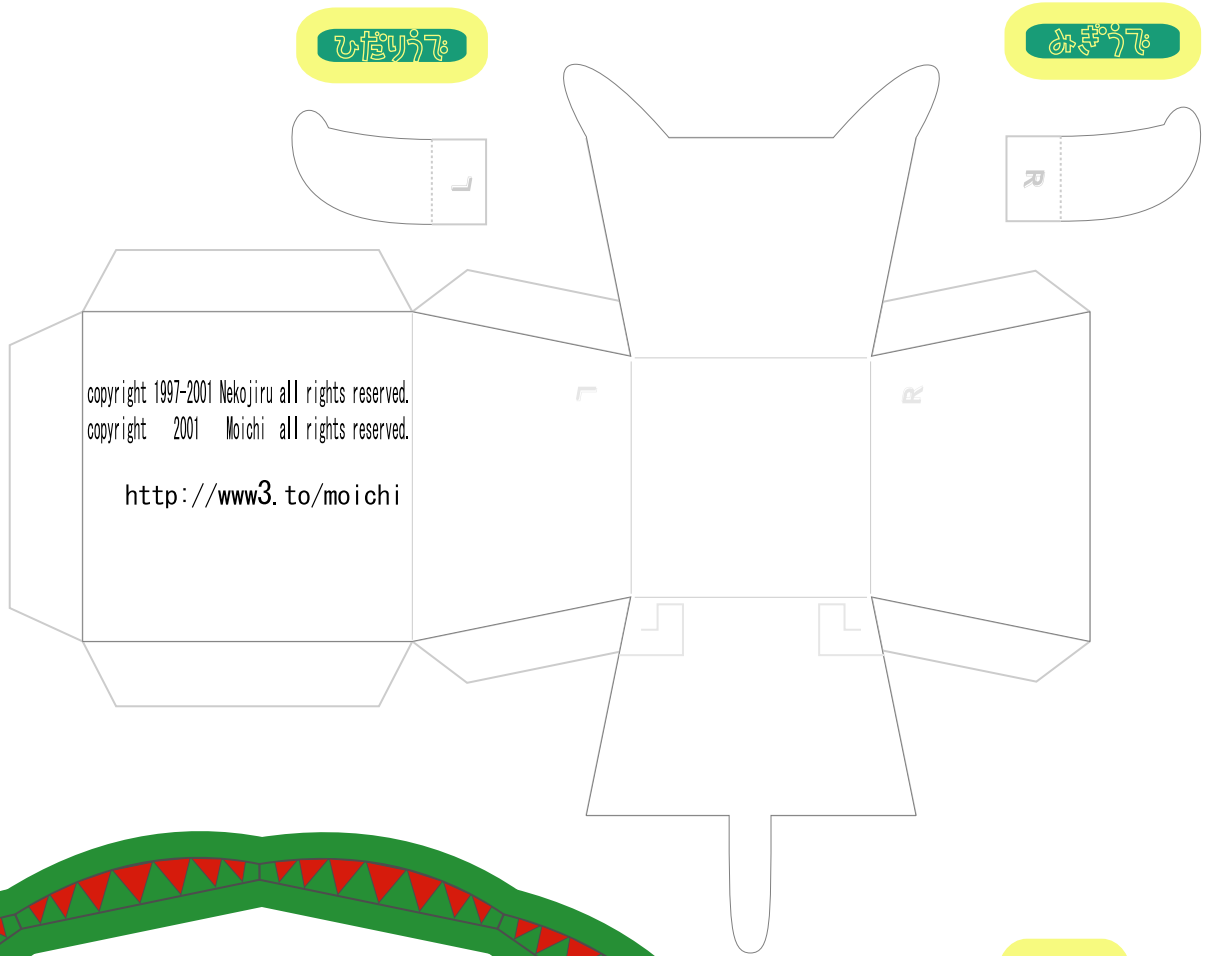 ひだりうで
みぎうで
L
R
L
R
copyright 1997-2001 Nekojiru all rights reserved.
copyright 2001 Moichi all rights reserved.
http://www3.to/moichi
L
L